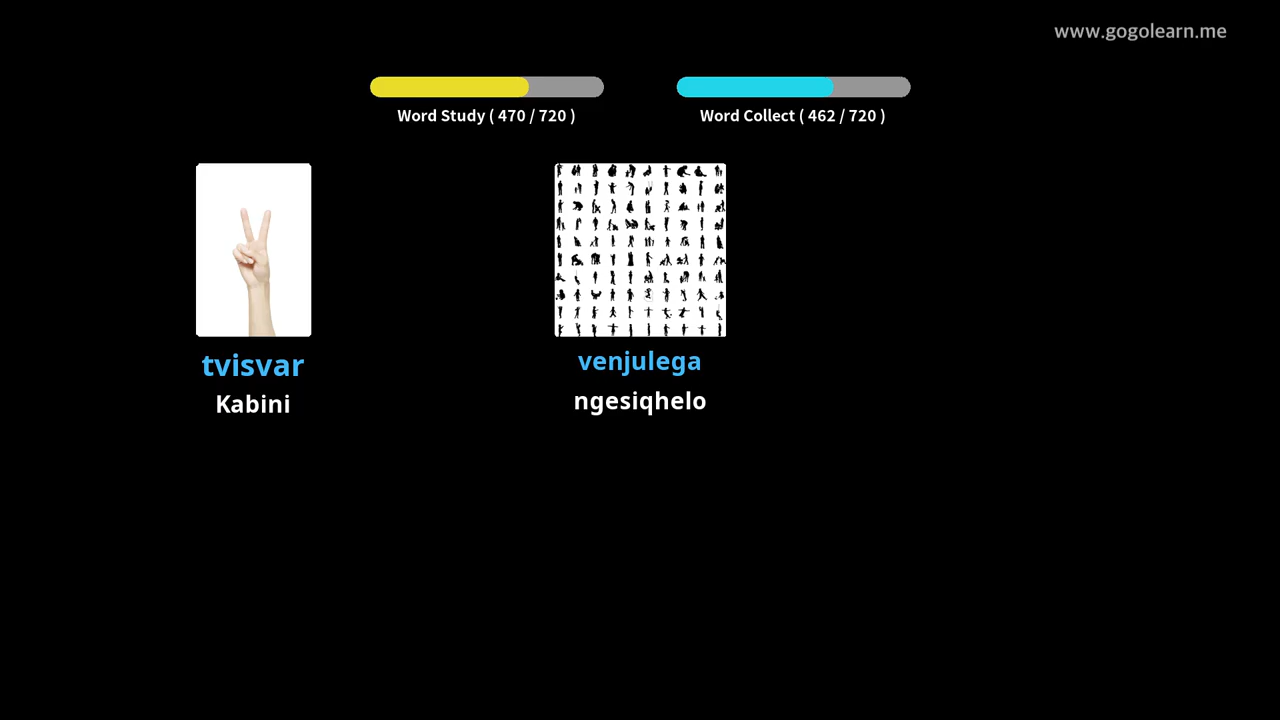 www.gogolearn.me
Word Study ( 470 / 720 )
Word Collect ( 462 / 720 )
tvisvar
Kabini
venjulega
ngesiqhelo